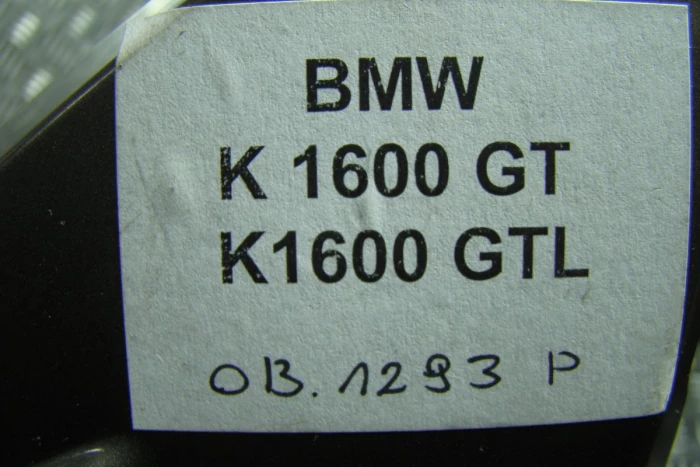 BMW
K 1600 GT
K1600 GTL
OB.1293 P